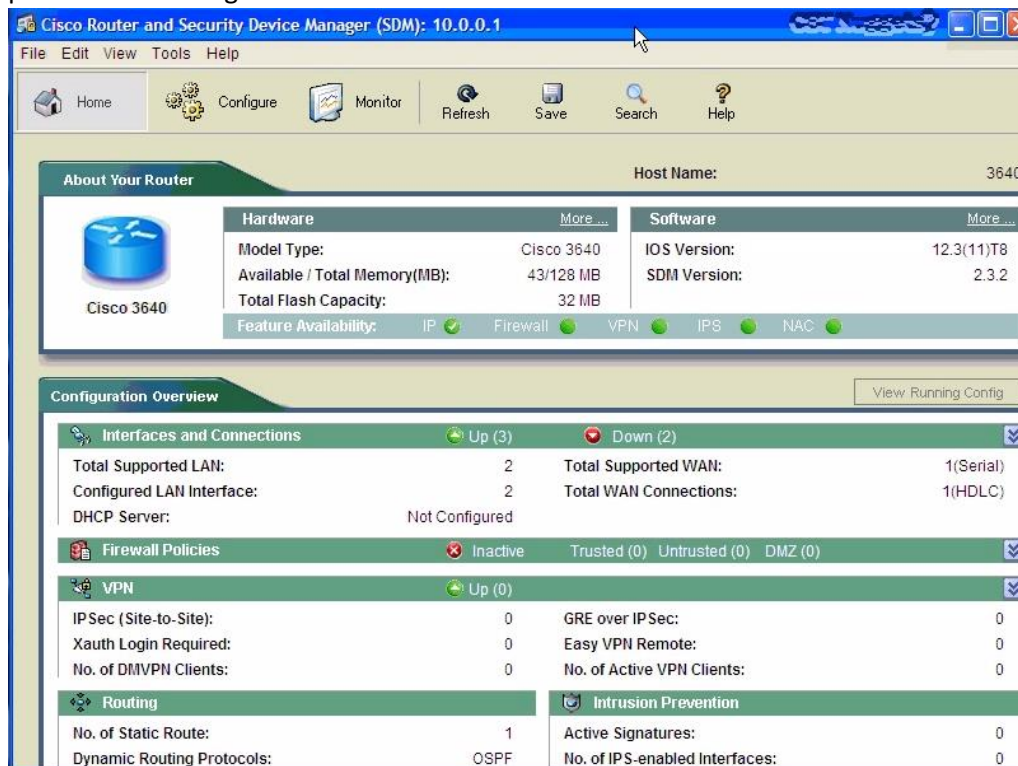 Cisco Router and Security Device Manager (SDM): 10.0.0.1
File Edit View Tools Help
Home Configure Monitor Refresh Save Search Help
About Your Router Host Name: 3640
Hardware More ... Software More ...
Model Type: Cisco 3640 IOS Version: 12.3(11)T8
Available / Total Memory(MB): 43/128 MB SDM Version: 2.3.2
Total Flash Capacity: 32 MB
Cisco 3640
Feature Availability: IP Firewall VPN IPS NAC
Configuration Overview View Running Config
Interfaces and Connections Up (3) Down (2)
Total Supported LAN: 2 Total Supported WAN: 1(Serial)
Configured LAN Interface: 2 Total WAN Connections: 1(HDLC)
DHCP Server: Not Configured
Firewall Policies Inactive Trusted (0) Untrusted (0) DMZ (0)
VPN Up (0)
IPSec (Site-to-Site): 0 GRE over IPSec: 0
Xauth Login Required: 0 Easy VPN Remote: 0
No. of DMVPN Clients: 0 No. of Active VPN Clients: 0
Routing Intrusion Prevention
No. of Static Route: 1 Active Signatures: 0
Dynamic Routing Protocols: OSPF No. of IPS-enabled Interfaces: 0